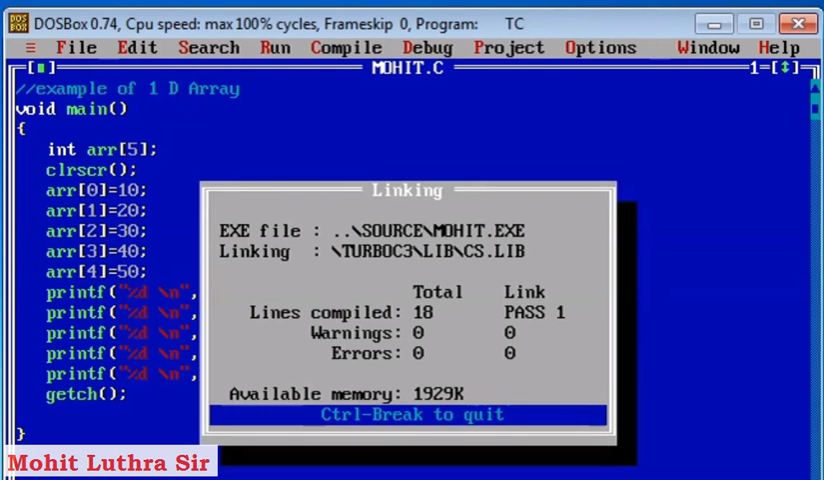 DOSBox 0.74, Cpu speed: max 100% cycles, Frameskip 0, Program: TC
≡ File Edit Search Run Compile Debug Project Options Window Help
[■] MOHIT.C 1=[↕]
//example of 1 D Array
void main()
{
int arr[5];
clrscr();
arr[0]=10;
arr[1]=20;
arr[2]=30;
arr[3]=40;
arr[4]=50;
printf("%d \n",
printf("%d \n",
printf("%d \n",
printf("%d \n",
printf("%d \n",
getch();
}
Linking
EXE file : ..\SOURCE\MOHIT.EXE
Linking : \TURBOC3\LIB\CS.LIB
Total Link
Lines compiled: 18 PASS 1
Warnings: 0 0
Errors: 0 0
Available memory: 1929K
Ctrl-Break to quit
Mohit Luthra Sir